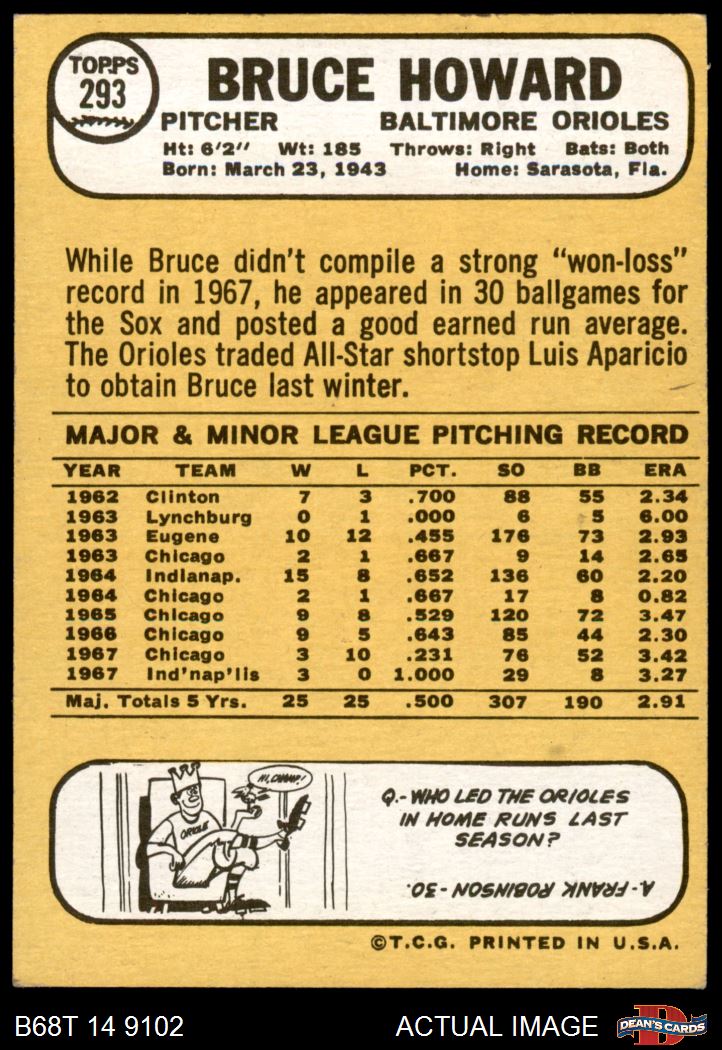 TOPPS
293
BRUCE HOWARD
PITCHER BALTIMORE ORIOLES
Ht: 6'2" Wt: 185 Throws: Right Bats: Both
Born: March 23, 1943 Home: Sarasota, Fla.
While Bruce didn't compile a strong "won-loss"
record in 1967, he appeared in 30 ballgames for
the Sox and posted a good earned run average.
The Orioles traded All-Star shortstop Luis Aparicio
to obtain Bruce last winter.
MAJOR & MINOR LEAGUE PITCHING RECORD
YEAR TEAM W L PCT. SO BB ERA
1962 Clinton 7 3 .700 88 55 2.34
1963 Lynchburg 0 1 .000 6 5 6.00
1963 Eugene 10 12 .455 176 73 2.93
1963 Chicago 2 1 .667 9 14 2.65
1964 Indianap. 15 8 .652 136 60 2.20
1964 Chicago 2 1 .667 17 8 0.82
1965 Chicago 9 8 .529 120 72 3.47
1966 Chicago 9 5 .643 85 44 2.30
1967 Chicago 3 10 .231 76 52 3.42
1967 Ind'nap'lis 3 0 1.000 29 8 3.27
Maj. Totals 5 Yrs. 25 25 .500 307 190 2.91
HI, CHAMP!
ORIOLE
Q.-WHO LED THE ORIOLES
IN HOME RUNS LAST
SEASON?
A.-FRANK ROBINSON-30.
©T.C.G. PRINTED IN U.S.A.
B68T 14 9102 ACTUAL IMAGE
D
DEAN'S CARDS